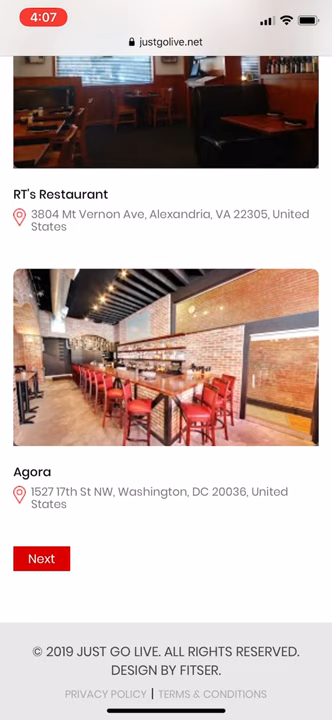 4:07
justgolive.net
RT's Restaurant
3804 Mt Vernon Ave, Alexandria, VA 22305, United
States
Agora
1527 17th St NW, Washington, DC 20036, United
States
Next
© 2019 JUST GO LIVE. ALL RIGHTS RESERVED.
DESIGN BY FITSER.
PRIVACY POLICY | TERMS & CONDITIONS